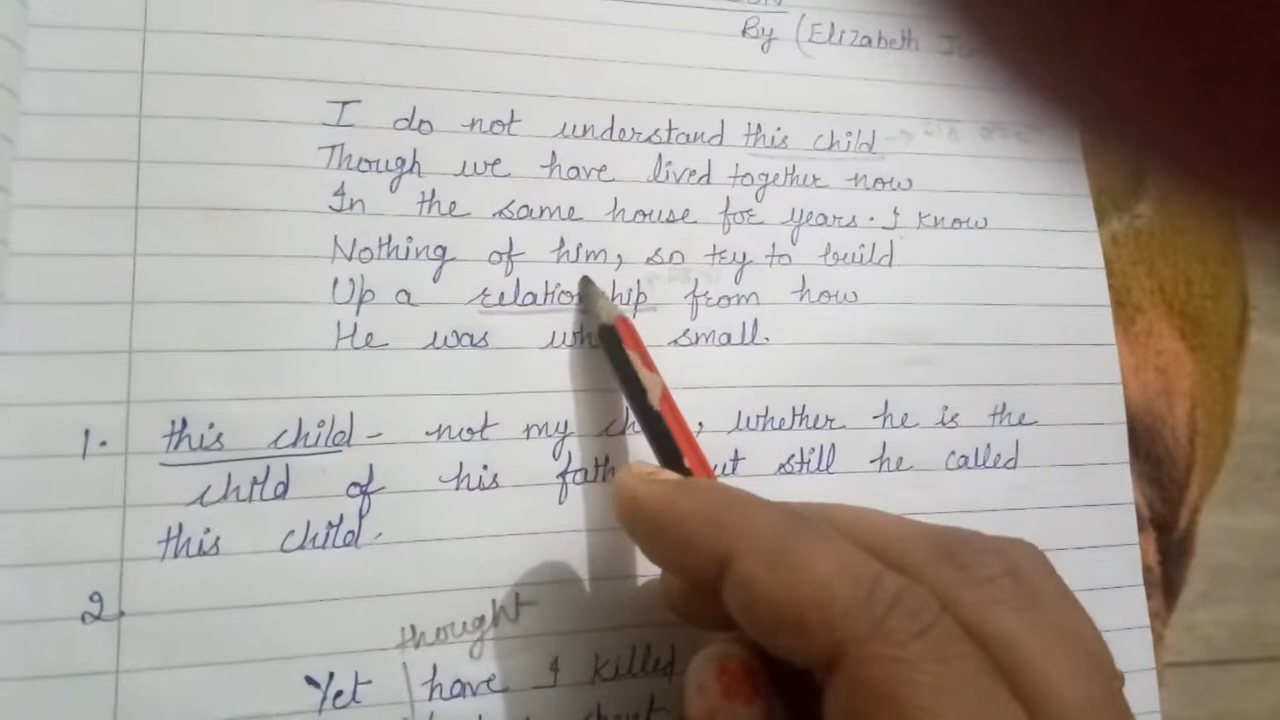 By (Elizabeth
I do not understand this child
Though we have lived together now
In the same house for years. I know
Nothing of him, so try to build
Up a relationship from how
He was small.
1. this child - not my , whether he is the
child of his still he called
this child.
2.
thought
Yet have I killed